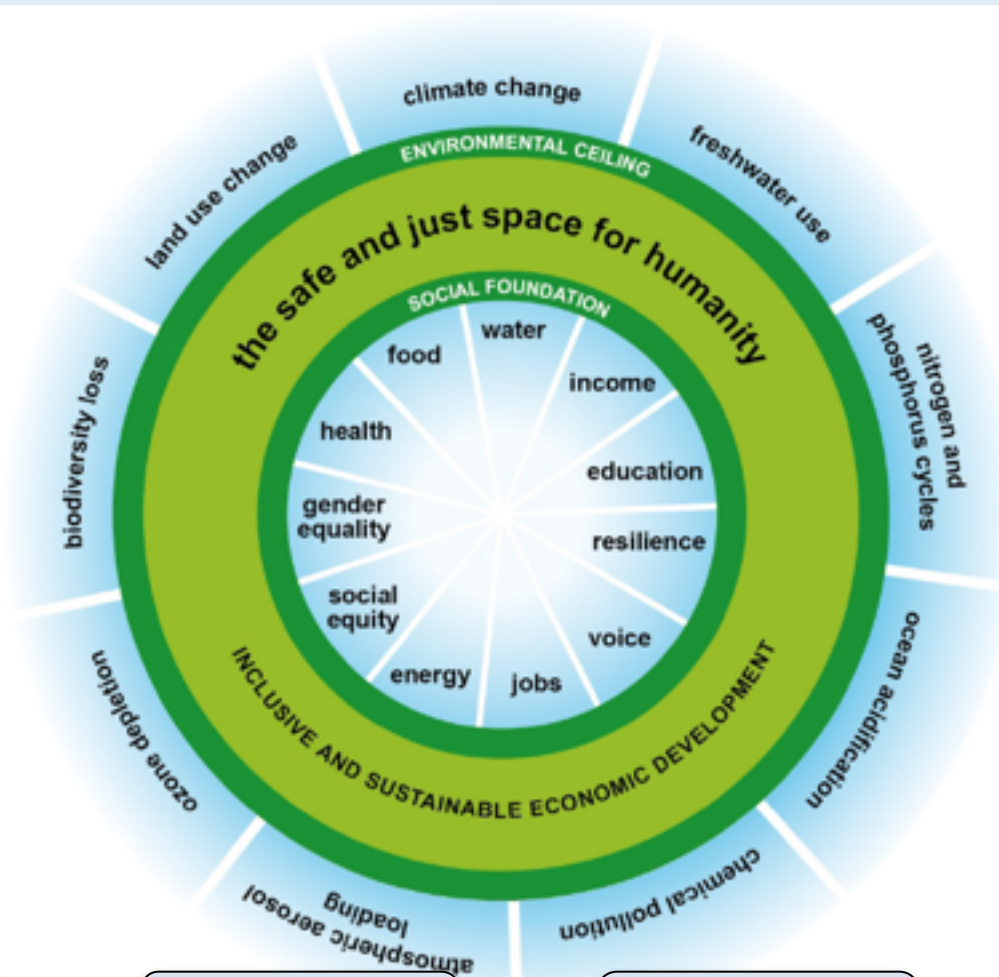 climate change
freshwater use
nitrogen and
phosphorus cycles
ocean acidification
chemical pollution
atmospheric aerosol
loading
ozone depletion
biodiversity loss
land use change
ENVIRONMENTAL CEILING
the safe and just space for humanity
SOCIAL FOUNDATION
water
income
education
resilience
voice
jobs
energy
social
equity
gender
equality
health
food
INCLUSIVE AND SUSTAINABLE ECONOMIC DEVELOPMENT